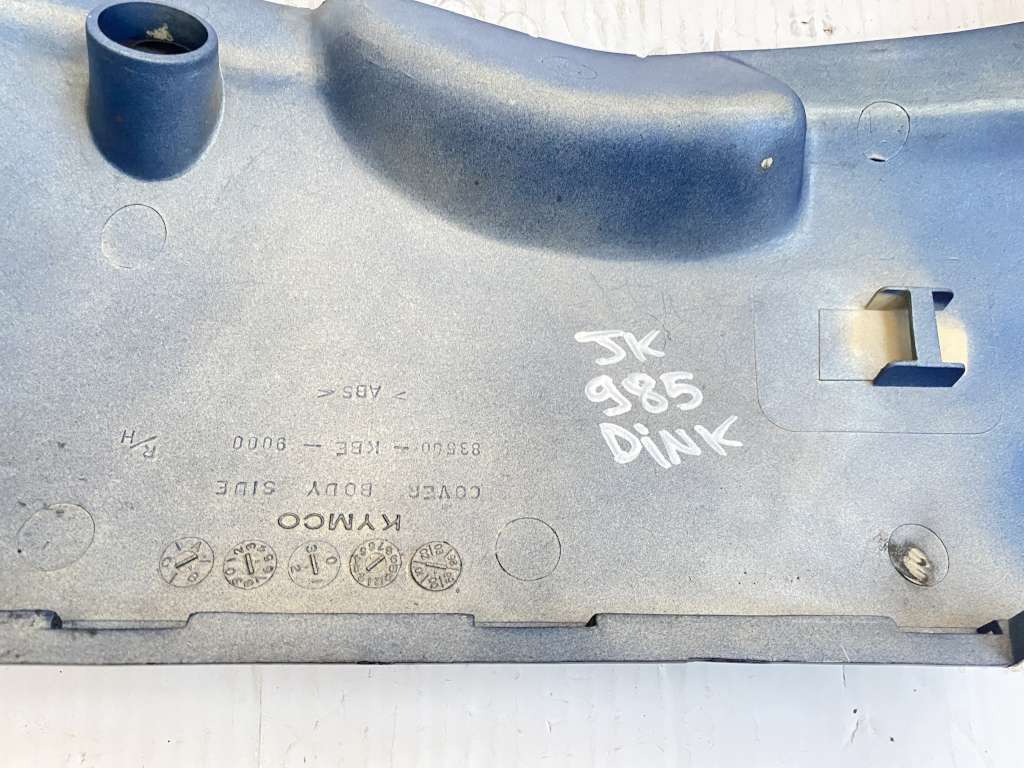 JK
985
DiNK
KYMCO
COVER BODY SIDE
83500-KBE-9000 R/H
>ABS<